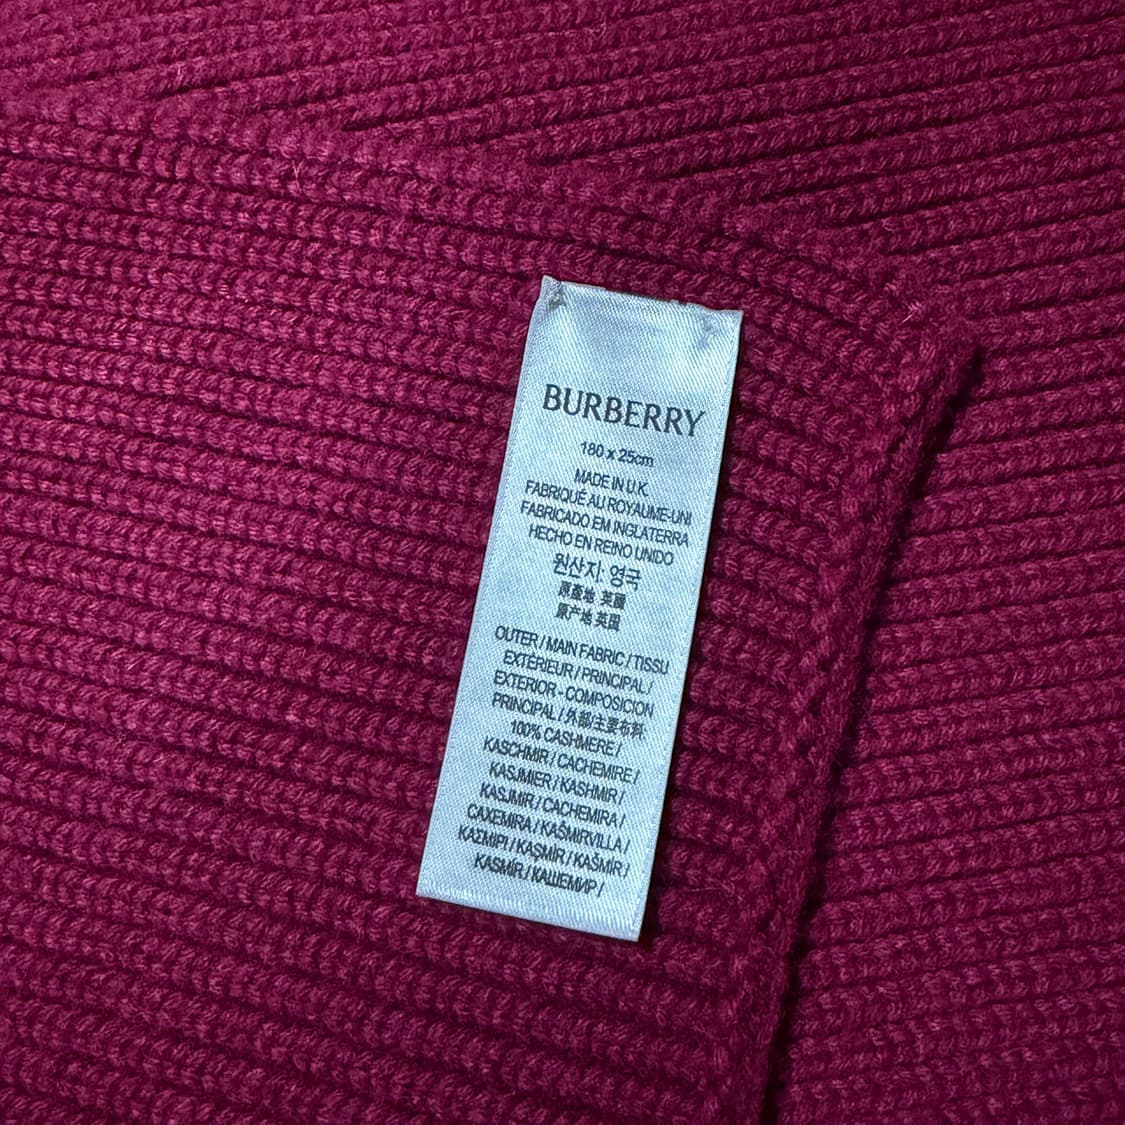 BURBERRY
180 x 25cm
MADE IN U.K.
FABRIQUÉ AU ROYAUME-UNI
FABRICADO EM INGLATERRA
HECHO EN REINO UNIDO
원산지: 영국
原產地 英國
原产地 英国
OUTER / MAIN FABRIC / TISSU
EXTÉRIEUR / PRINCIPAL /
EXTERIOR - COMPOSICION
PRINCIPAL / 外部/主要布料
100% CASHMERE /
KASCHMIR / CACHEMIRE /
KASJMIER / KASHMIR /
KASJMIR / CACHEMIRA /
CAXEMIRA / KAŠMIRVILLA /
ΚΑΣΜΙΡΙ / KAŞMİR / KAŠMÍR /
KASMÍR / КАШЕМИР /